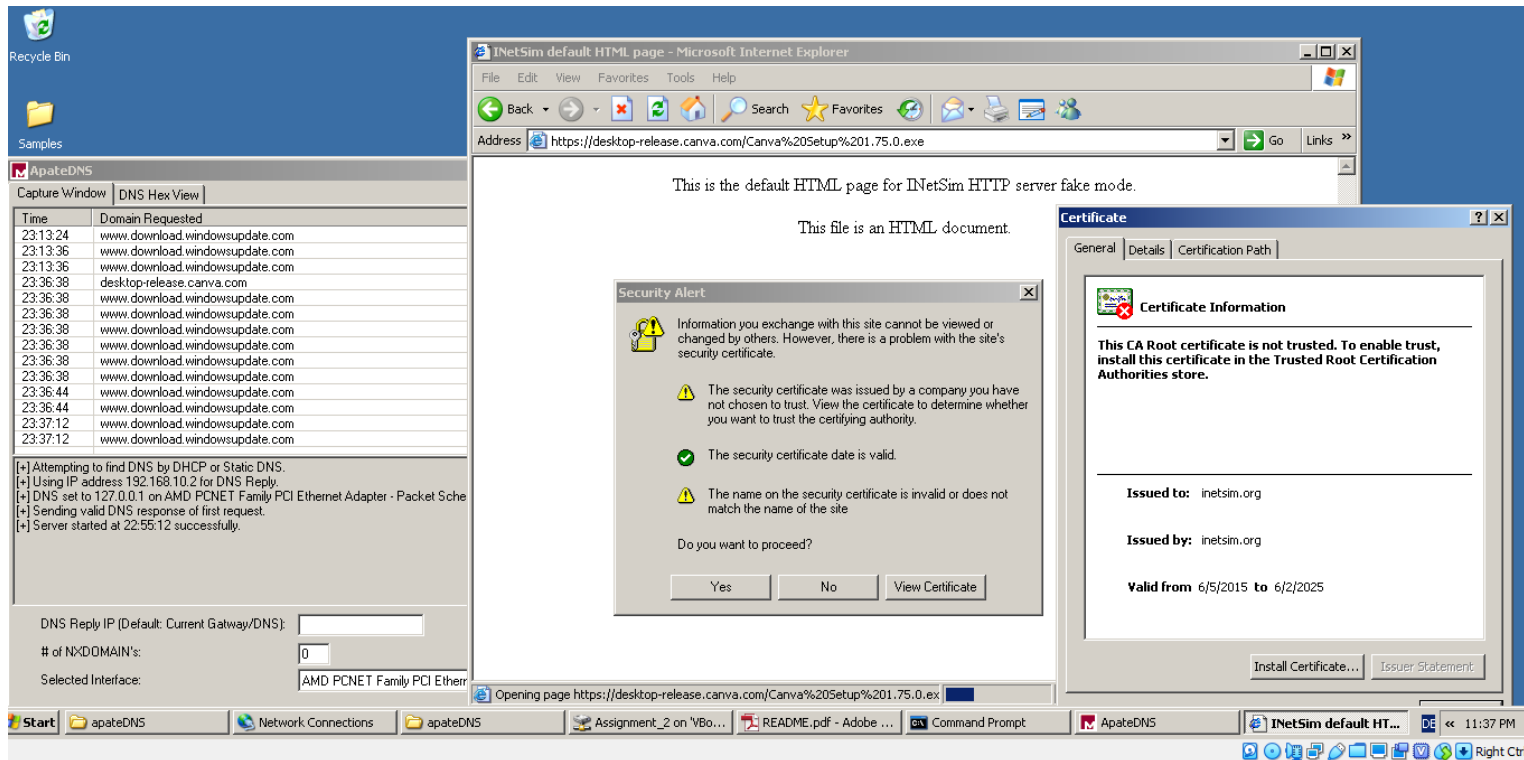 Recycle Bin
Samples
ApateDNS
Capture Window DNS Hex View
Time Domain Requested
23:13:24 www.download.windowsupdate.com
23:13:36 www.download.windowsupdate.com
23:13:36 www.download.windowsupdate.com
23:36:38 desktop-release.canva.com
23:36:38 www.download.windowsupdate.com
23:36:38 www.download.windowsupdate.com
23:36:38 www.download.windowsupdate.com
23:36:38 www.download.windowsupdate.com
23:36:38 www.download.windowsupdate.com
23:36:38 www.download.windowsupdate.com
23:36:44 www.download.windowsupdate.com
23:36:44 www.download.windowsupdate.com
23:37:12 www.download.windowsupdate.com
23:37:12 www.download.windowsupdate.com
[+] Attempting to find DNS by DHCP or Static DNS.
[+] Using IP address 192.168.10.2 for DNS Reply.
[+] DNS set to 127.0.0.1 on AMD PCNET Family PCI Ethernet Adapter - Packet Sche
[+] Sending valid DNS response of first request.
[+] Server started at 22:55:12 successfully.
DNS Reply IP (Default: Current Gatway/DNS):
# of NXDOMAIN's: 0
Selected Interface: AMD PCNET Family PCI Ethern
INetSim default HTML page - Microsoft Internet Explorer
File Edit View Favorites Tools Help
Back Search Favorites
Address https://desktop-release.canva.com/Canva%20Setup%201.75.0.exe Go Links »
This is the default HTML page for INetSim HTTP server fake mode.
This file is an HTML document.
Security Alert
Information you exchange with this site cannot be viewed or
changed by others. However, there is a problem with the site's
security certificate.
The security certificate was issued by a company you have
not chosen to trust. View the certificate to determine whether
you want to trust the certifying authority.
The security certificate date is valid.
The name on the security certificate is invalid or does not
match the name of the site
Do you want to proceed?
Yes No View Certificate
Opening page https://desktop-release.canva.com/Canva%20Setup%201.75.0.ex
Certificate
General Details Certification Path
Certificate Information
This CA Root certificate is not trusted. To enable trust,
install this certificate in the Trusted Root Certification
Authorities store.
Issued to: inetsim.org
Issued by: inetsim.org
Valid from 6/5/2015 to 6/2/2025
Install Certificate... Issuer Statement
Start apateDNS Network Connections apateDNS Assignment_2 on 'VBo... README.pdf - Adobe ... Command Prompt ApateDNS INetSim default HT... DE « 11:37 PM
Right Ctr